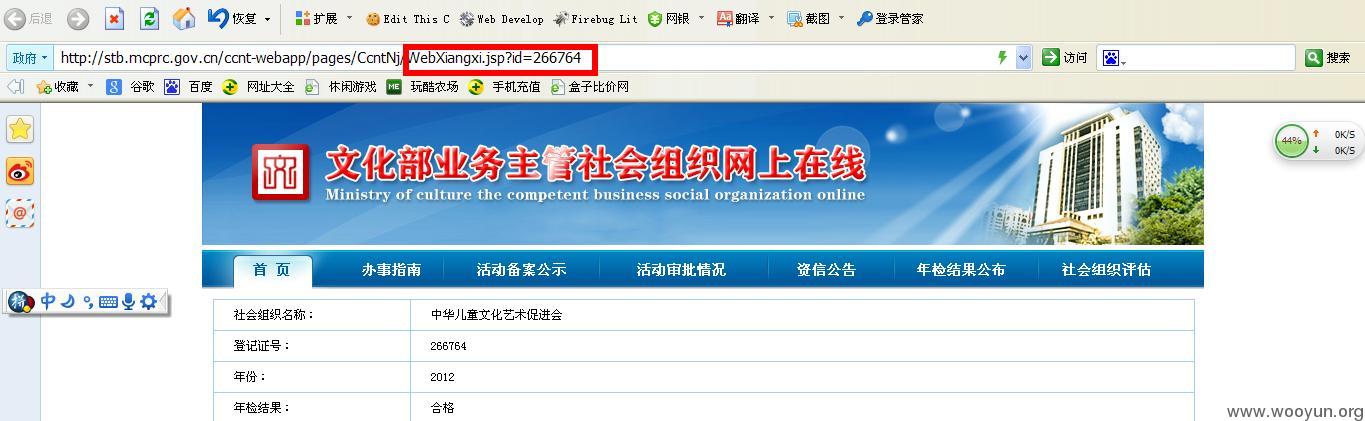 后退 恢复 扩展 Edit This C Web Develop Firebug Lit 网银 翻译 截图 登录管家
政府 http://stb.mcprc.gov.cn/ccnt-webapp/pages/CcntNj/WebXiangxi.jsp?id=266764 访问 搜索
收藏 谷歌 百度 网址大全 休闲游戏 ME 玩酷农场 手机充值 盒子比价网
文化部业务主管社会组织网上在线
Ministry of culture the competent business social organization online
44% 0K/S
0K/S
首 页 办事指南 活动备案公示 活动审批情况 资信公告 年检结果公布 社会组织评估
拼 中
社会组织名称： 中华儿童文化艺术促进会
登记证号： 266764
年份： 2012
年检结果： 合格
www.wooyun.org